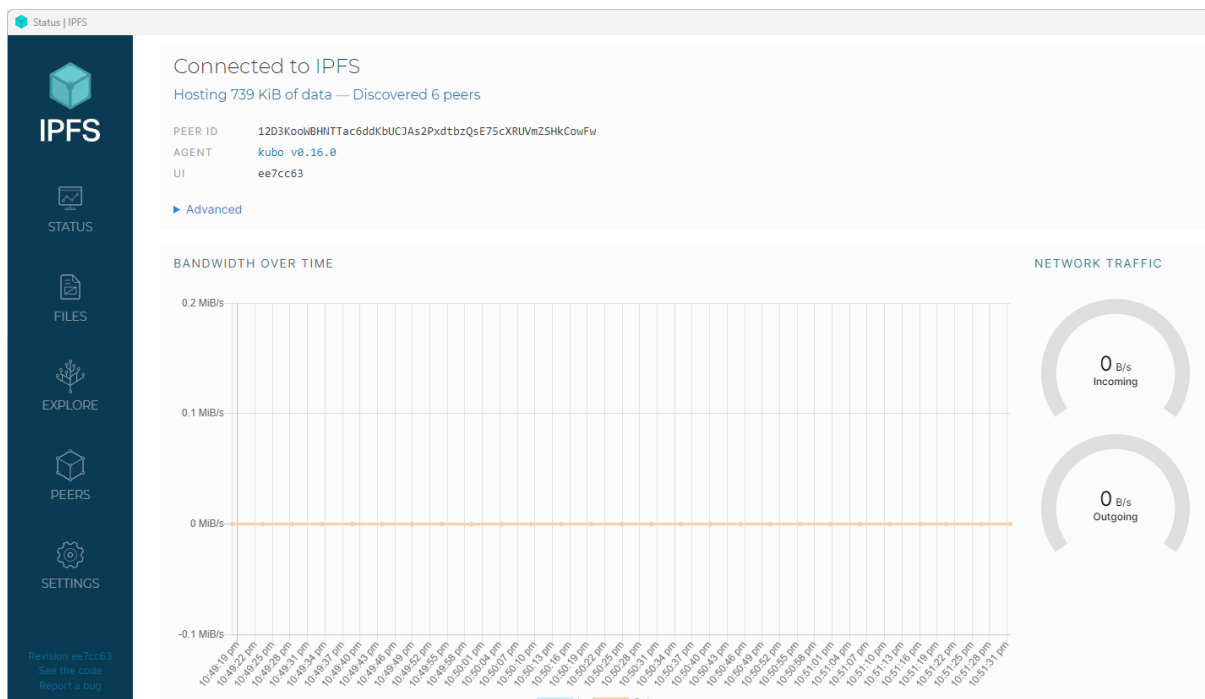 Status | IPFS
IPFS
STATUS
FILES
EXPLORE
PEERS
SETTINGS
Revision ee7cc63
See the code
Report a bug
Connected to IPFS
Hosting 739 KiB of data — Discovered 6 peers
PEER ID 12D3KooWBHNTTac6ddKbUCJAs2PxdtbzQsE75cXRUVmZSHkCowFw
AGENT kubo v0.16.0
UI ee7cc63
▶ Advanced
BANDWIDTH OVER TIME
0.2 MiB/s
0.1 MiB/s
0 MiB/s
-0.1 MiB/s
10:49:19 pm
10:49:22 pm
10:49:25 pm
10:49:28 pm
10:49:31 pm
10:49:34 pm
10:49:37 pm
10:49:40 pm
10:49:43 pm
10:49:46 pm
10:49:49 pm
10:49:52 pm
10:49:55 pm
10:49:58 pm
10:50:01 pm
10:50:04 pm
10:50:07 pm
10:50:10 pm
10:50:13 pm
10:50:16 pm
10:50:19 pm
10:50:22 pm
10:50:25 pm
10:50:28 pm
10:50:31 pm
10:50:34 pm
10:50:37 pm
10:50:40 pm
10:50:43 pm
10:50:46 pm
10:50:49 pm
10:50:52 pm
10:50:55 pm
10:50:58 pm
10:51:01 pm
10:51:04 pm
10:51:07 pm
10:51:10 pm
10:51:13 pm
10:51:16 pm
10:51:19 pm
10:51:22 pm
10:51:25 pm
10:51:28 pm
10:51:31 pm
NETWORK TRAFFIC
0 B/s
Incoming
0 B/s
Outgoing